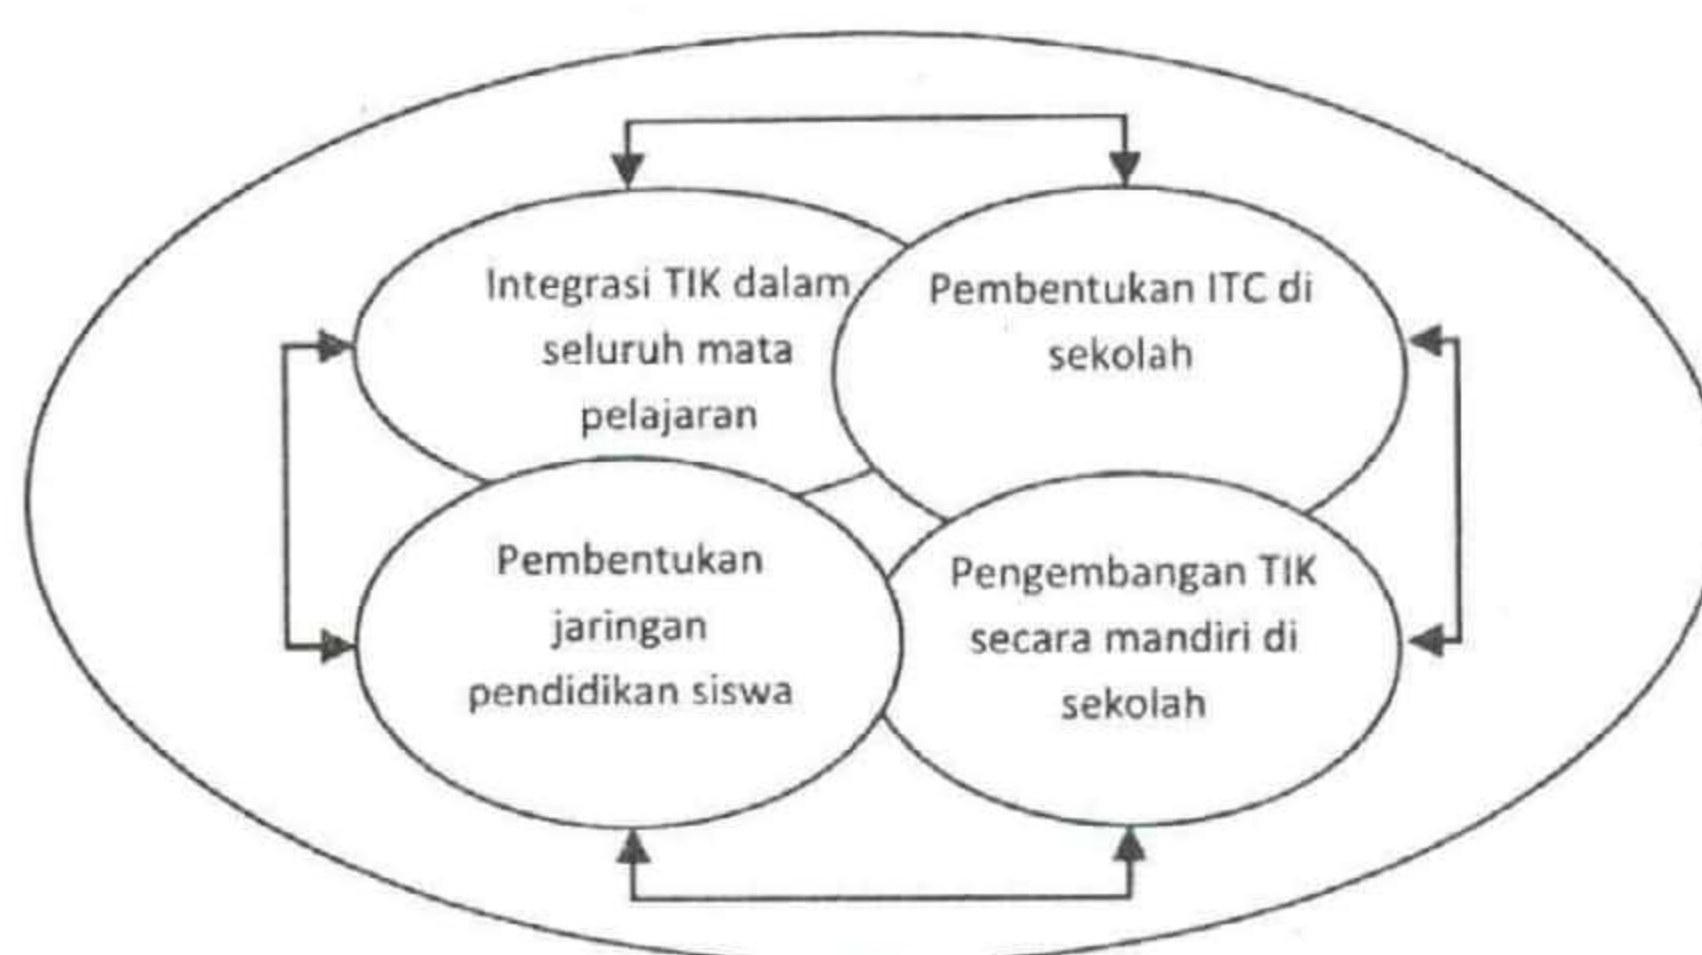 Integrasi TIK dalam
seluruh mata
pelajaran
Pembentukan ITC di
sekolah
Pembentukan
jaringan
pendidikan siswa
Pengembangan TIK
secara mandiri di
sekolah